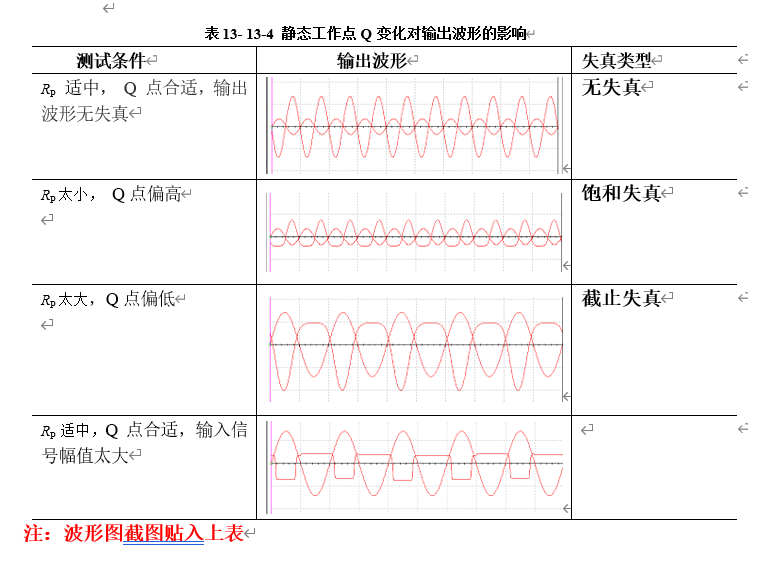 表 13- 13-4 静态工作点 Q 变化对输出波形的影响
测试条件 输出波形 失真类型
RP 适中， Q 点合适，输出
波形无失真
无失真
RP 太小， Q 点偏高
饱和失真
RP 太大，Q 点偏低
截止失真
RP 适中，Q 点合适，输入信
号幅值太大
注：波形图截图贴入上表